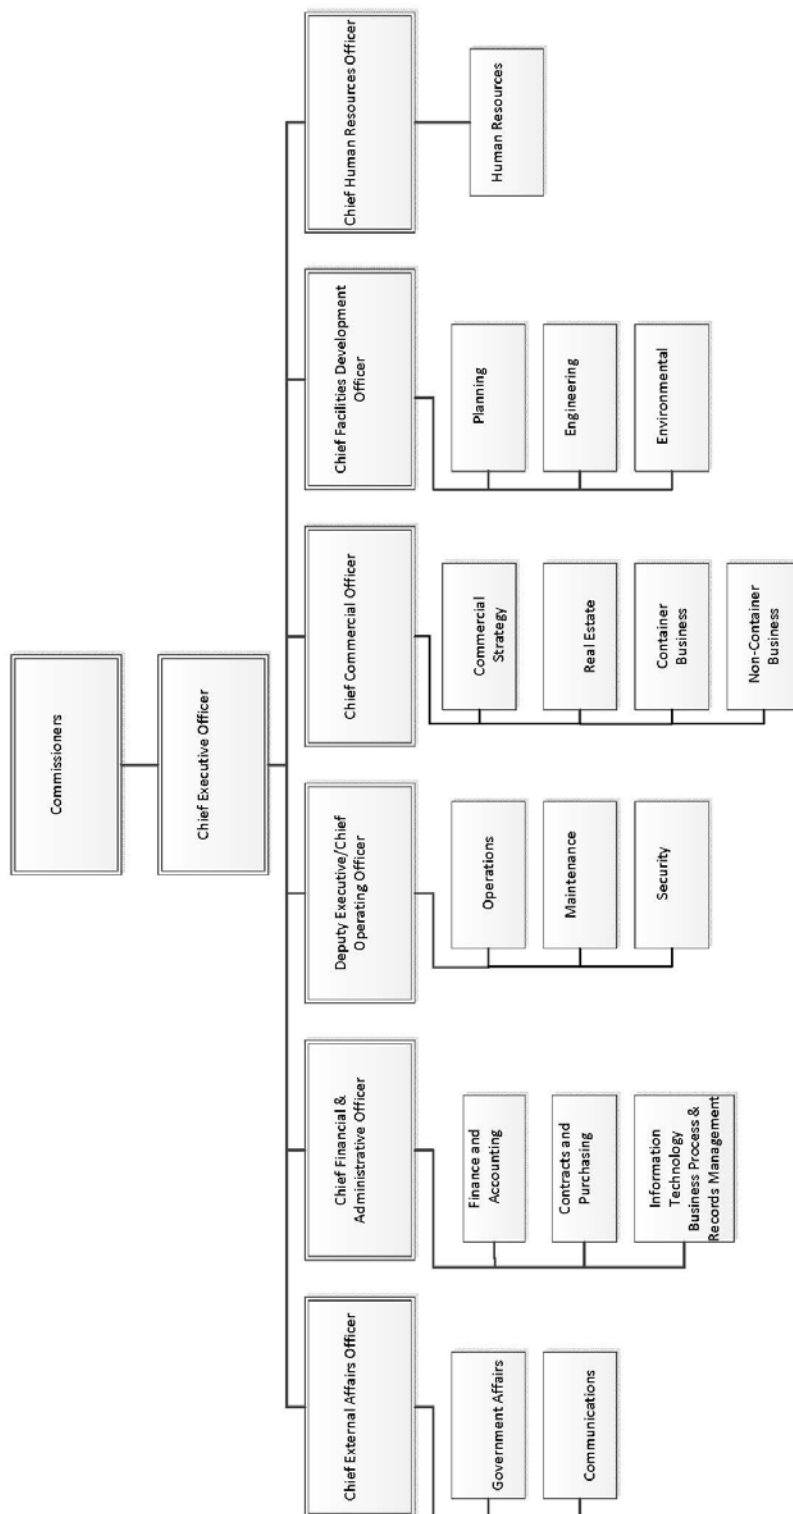 Commissioners
Chief Executive Officer
Chief External Affairs Officer
Government Affairs
Communications
Chief Financial &
Administrative Officer
Finance and
Accounting
Contracts and
Purchasing
Information
Technology
Business Process &
Records Management
Deputy Executive/Chief
Operating Officer
Operations
Maintenance
Security
Chief Commercial Officer
Commercial
Strategy
Real Estate
Container
Business
Non-Container
Business
Chief Facilities Development
Officer
Planning
Engineering
Environmental
Chief Human Resources Officer
Human Resources